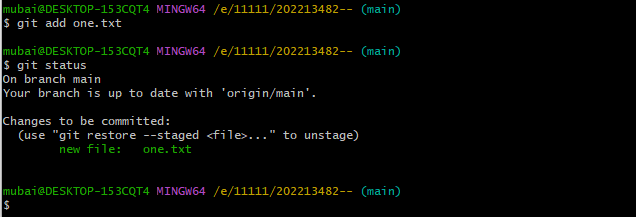 mubai@DESKTOP-153CQT4 MINGW64 /e/11111/202213482-- (main)
$ git add one.txt
mubai@DESKTOP-153CQT4 MINGW64 /e/11111/202213482-- (main)
$ git status
On branch main
Your branch is up to date with 'origin/main'.
Changes to be committed:
  (use "git restore --staged <file>..." to unstage)
        new file:   one.txt
mubai@DESKTOP-153CQT4 MINGW64 /e/11111/202213482-- (main)
$